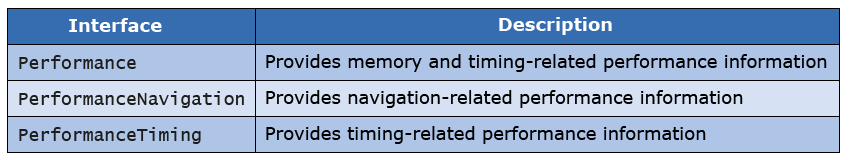 Interface Description
Performance Provides memory and timing-related performance information
PerformanceNavigation Provides navigation-related performance information
PerformanceTiming Provides timing-related performance information